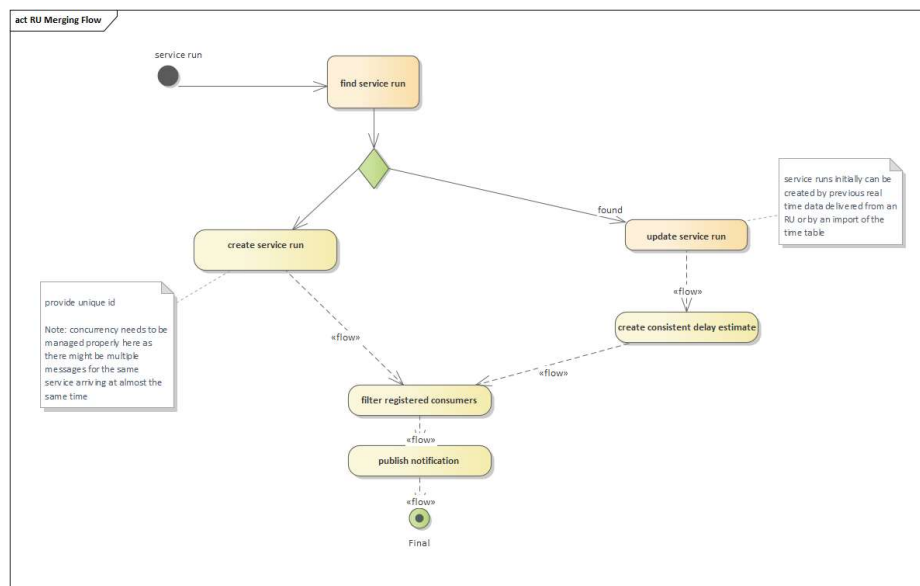 act RU Merging Flow
service run
find service run
service runs initially can be
created by previous real
time data delivered from an
RU or by an import of the
time table
found
create service run
update service run
provide unique id
Note: concurrency needs to be
managed properly here as
there might be multiple
messages for the same
service arriving at almost the
same time
«flow»
create consistent delay estimate
«flow»
«flow»
filter registered consumers
«flow»
publish notification
«flow»
Final